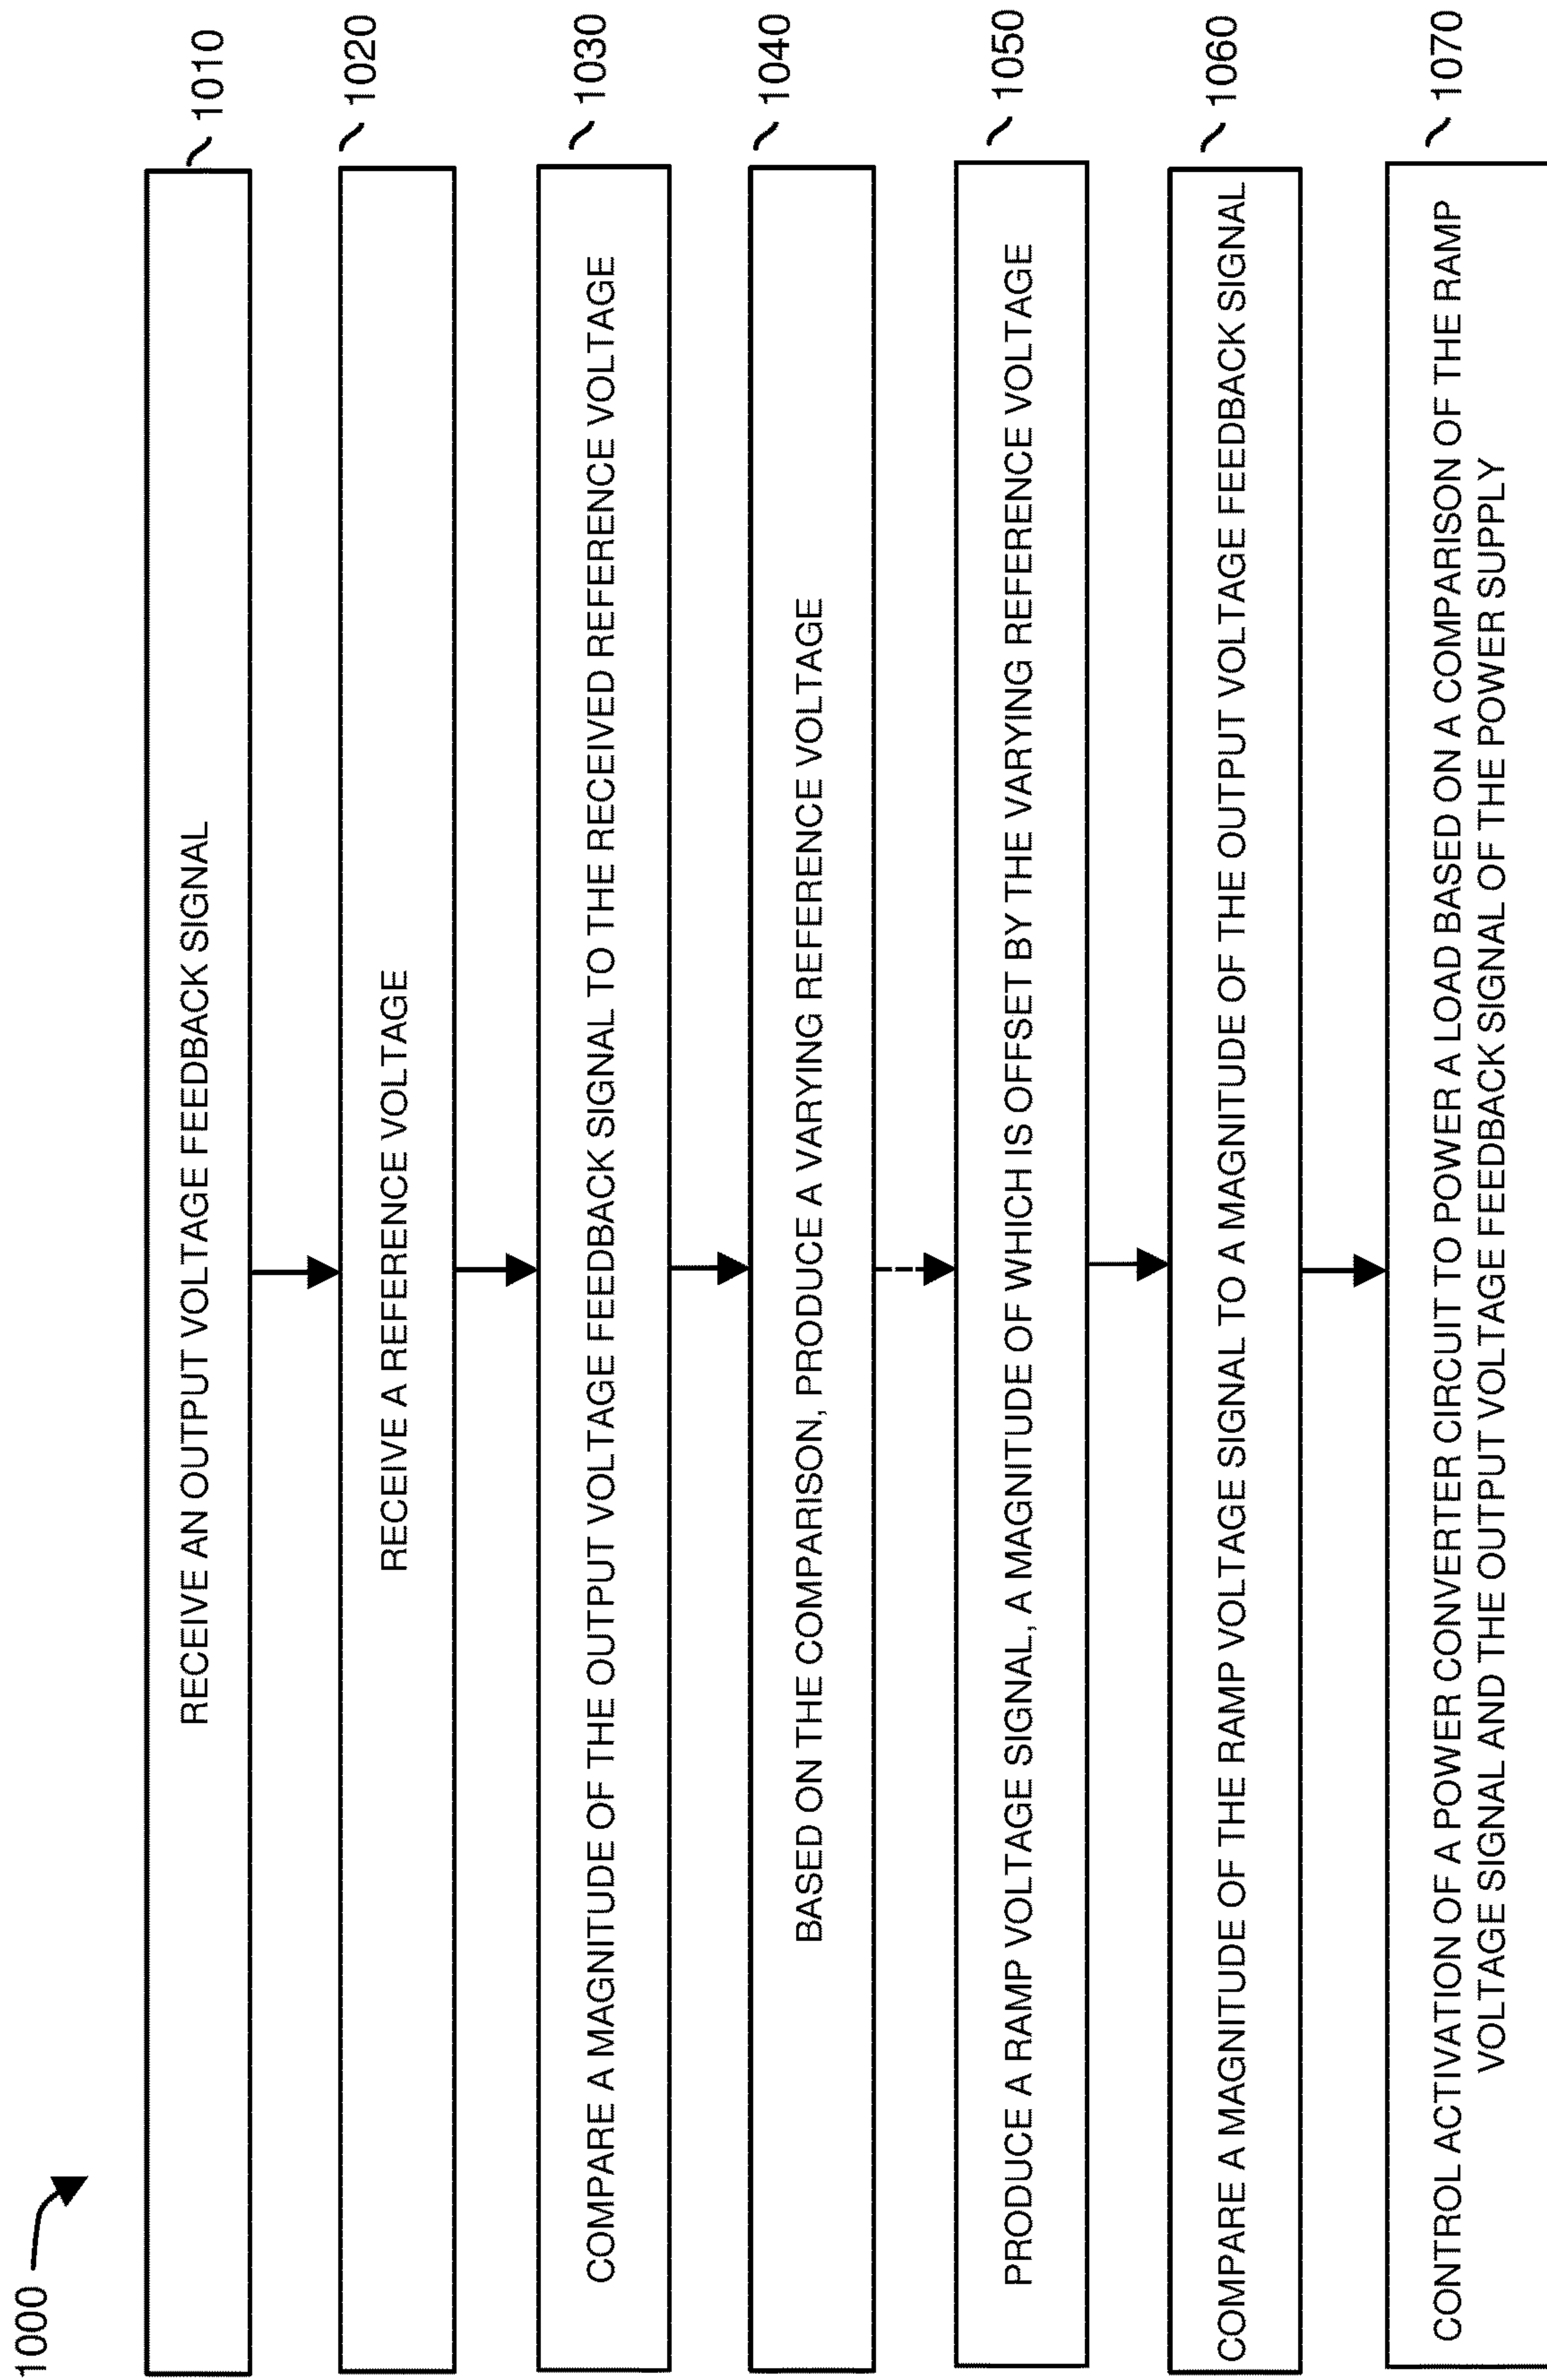 1000
RECEIVE AN OUTPUT VOLTAGE FEEDBACK SIGNAL
1010
RECEIVE A REFERENCE VOLTAGE
1020
COMPARE A MAGNITUDE OF THE OUTPUT VOLTAGE FEEDBACK SIGNAL TO THE RECEIVED REFERENCE VOLTAGE
1030
BASED ON THE COMPARISON, PRODUCE A VARYING REFERENCE VOLTAGE
1040
PRODUCE A RAMP VOLTAGE SIGNAL, A MAGNITUDE OF WHICH IS OFFSET BY THE VARYING REFERENCE VOLTAGE
1050
COMPARE A MAGNITUDE OF THE RAMP VOLTAGE SIGNAL TO A MAGNITUDE OF THE OUTPUT VOLTAGE FEEDBACK SIGNAL
1060
CONTROL ACTIVATION OF A POWER CONVERTER CIRCUIT TO POWER A LOAD BASED ON A COMPARISON OF THE RAMP
VOLTAGE SIGNAL AND THE OUTPUT VOLTAGE FEEDBACK SIGNAL OF THE POWER SUPPLY
1070